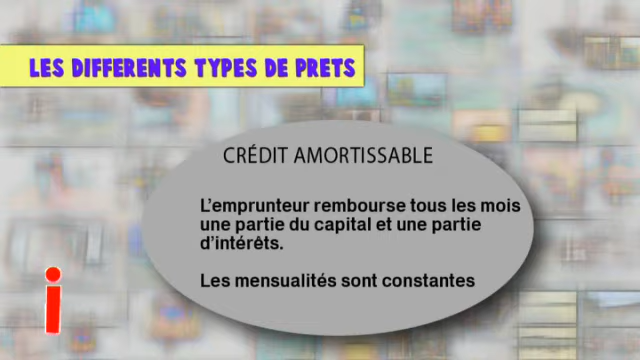 LES DIFFERENTS TYPES DE PRETS
CRÉDIT AMORTISSABLE
L'emprunteur rembourse tous les mois
une partie du capital et une partie
d'intérêts.
Les mensualités sont constantes
i